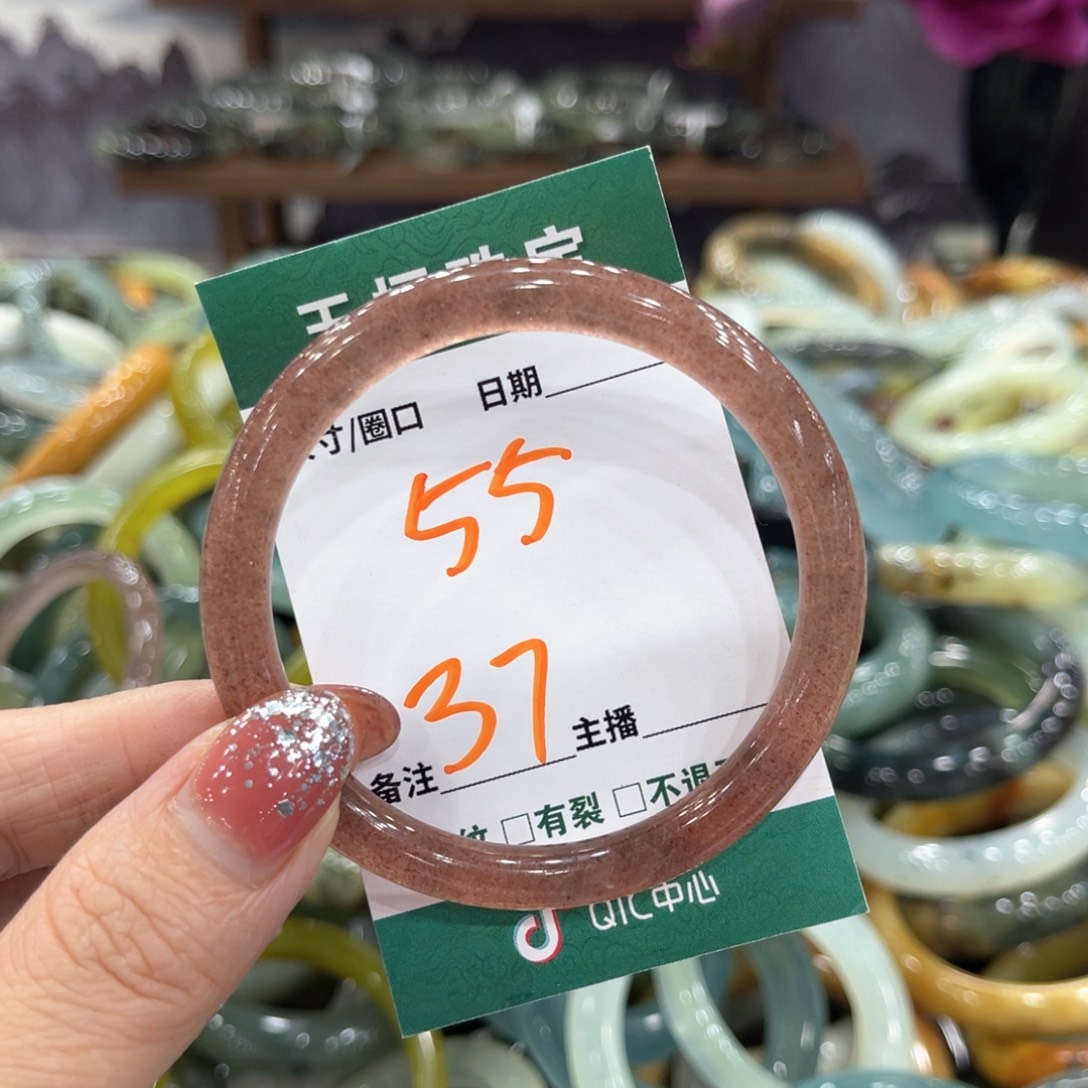 寸/圈口 日期
55
37
备注 主播
□有裂 □不退
QIC中心